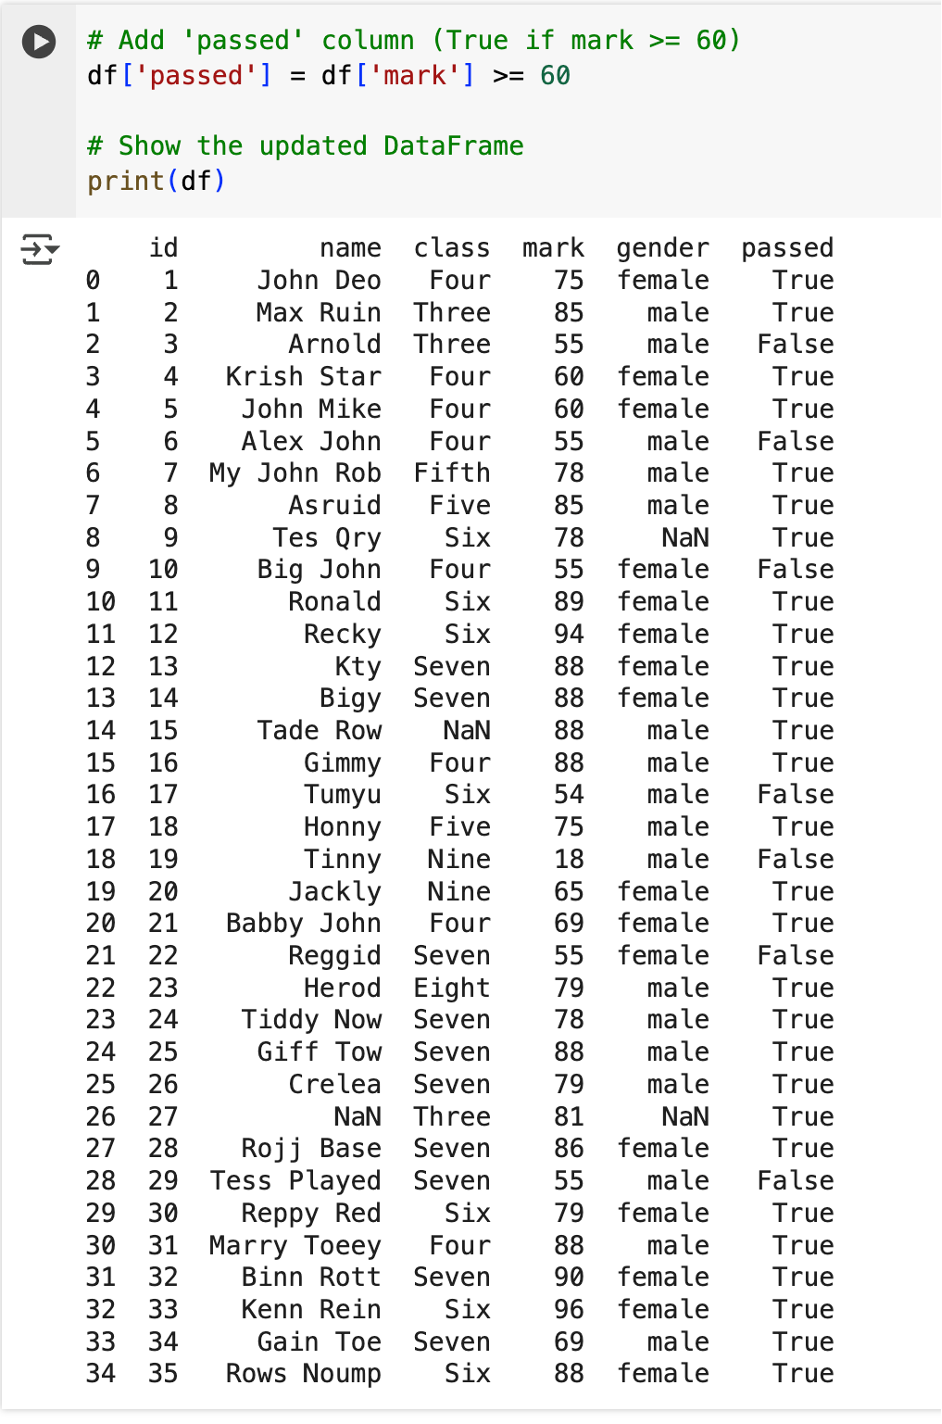 # Add 'passed' column (True if mark >= 60)
df['passed'] = df['mark'] >= 60
# Show the updated DataFrame
print(df)
id name class mark gender passed
0 1 John Deo Four 75 female True
1 2 Max Ruin Three 85 male True
2 3 Arnold Three 55 male False
3 4 Krish Star Four 60 female True
4 5 John Mike Four 60 female True
5 6 Alex John Four 55 male False
6 7 My John Rob Fifth 78 male True
7 8 Asruid Five 85 male True
8 9 Tes Qry Six 78 NaN True
9 10 Big John Four 55 female False
10 11 Ronald Six 89 female True
11 12 Recky Six 94 female True
12 13 Kty Seven 88 female True
13 14 Bigy Seven 88 female True
14 15 Tade Row NaN 88 male True
15 16 Gimmy Four 88 male True
16 17 Tumyu Six 54 male False
17 18 Honny Five 75 male True
18 19 Tinny Nine 18 male False
19 20 Jackly Nine 65 female True
20 21 Babby John Four 69 female True
21 22 Reggid Seven 55 female False
22 23 Herod Eight 79 male True
23 24 Tiddy Now Seven 78 male True
24 25 Giff Tow Seven 88 male True
25 26 Crelea Seven 79 male True
26 27 NaN Three 81 NaN True
27 28 Rojj Base Seven 86 female True
28 29 Tess Played Seven 55 male False
29 30 Reppy Red Six 79 female True
30 31 Marry Toeey Four 88 male True
31 32 Binn Rott Seven 90 female True
32 33 Kenn Rein Six 96 female True
33 34 Gain Toe Seven 69 male True
34 35 Rows Noump Six 88 female True